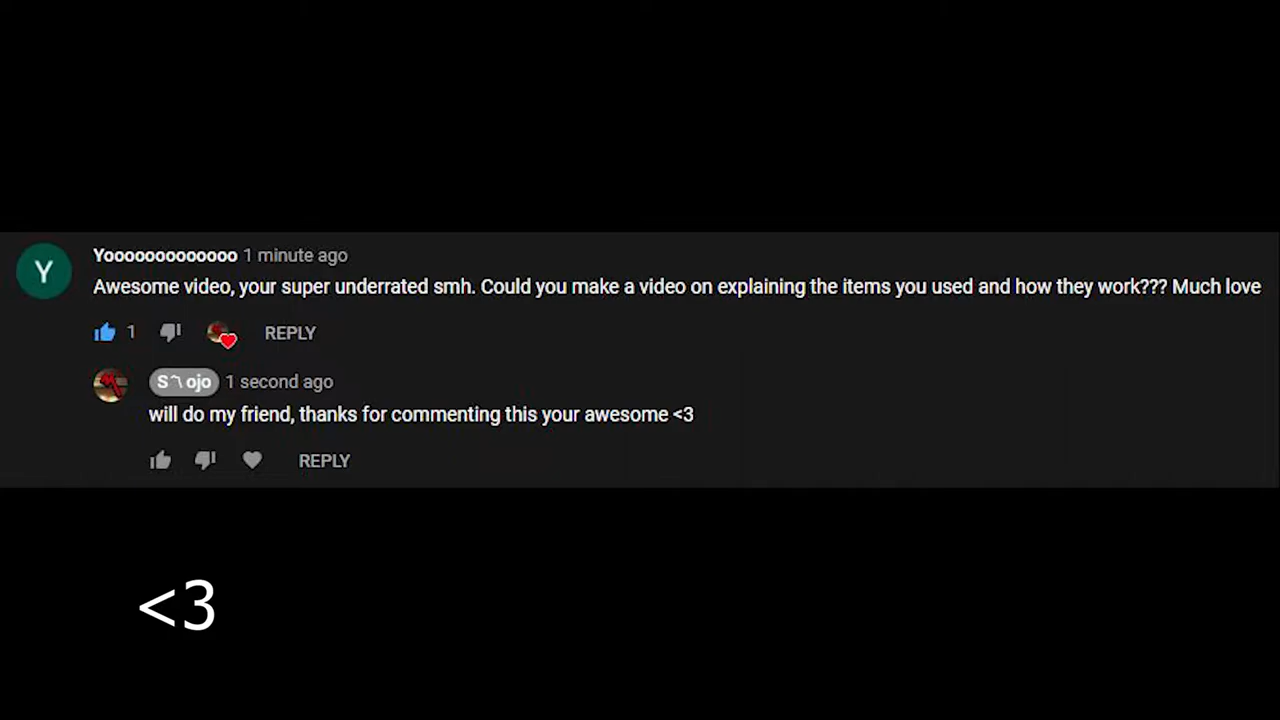 Y
Yooooooooooooo 1 minute ago
Awesome video, your super underrated smh. Could you make a video on explaining the items you used and how they work??? Much love
1 REPLY
S〽ojo 1 second ago
will do my friend, thanks for commenting this your awesome <3
REPLY
<3